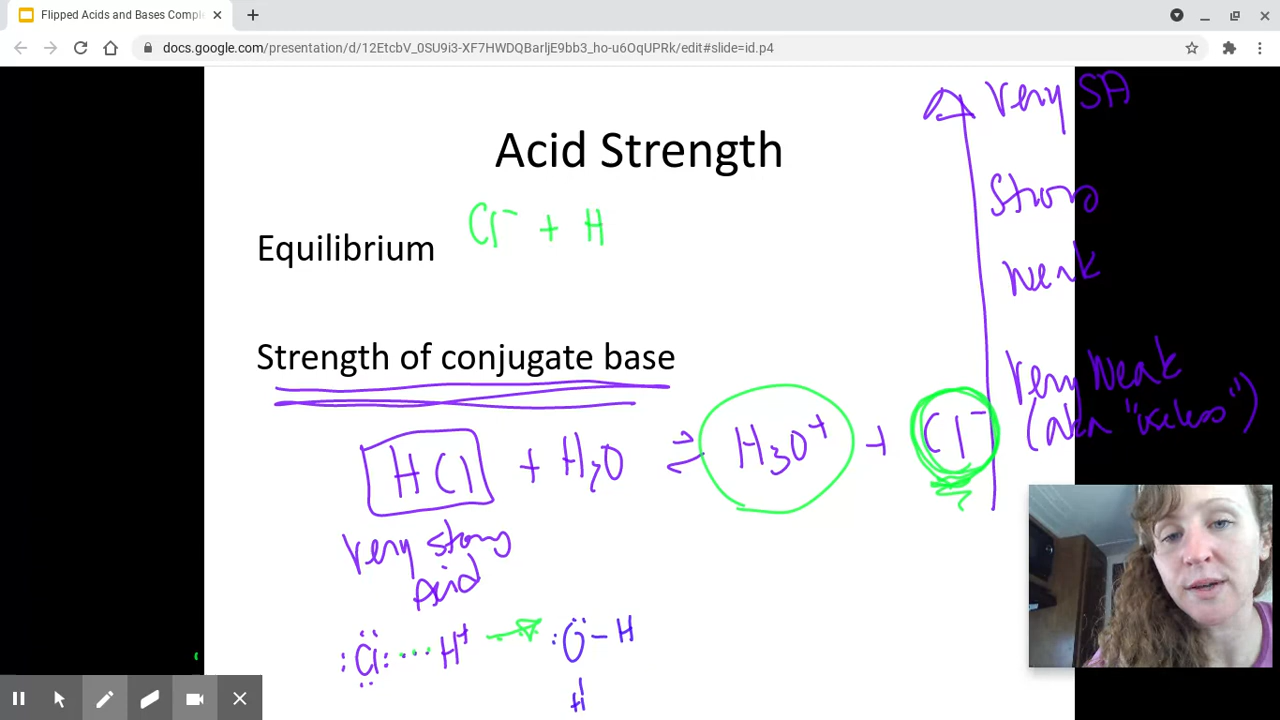 Flipped Acids and Bases Compl
docs.google.com/presentation/d/12EtcbV_0SU9i3-XF7HWDQBarljE9bb3_ho-u6OqUPRk/edit#slide=id.p4
Very SA
Acid Strength
Strong
Cl⁻ + H
Equilibrium
Weak
Strength of conjugate base
Very Weak
(aka "useless")
HCl + H₂O ⇌ H₃O⁺ + Cl⁻
Very strong
Acid
:Cl: ··· H⁺ → :O-H
H